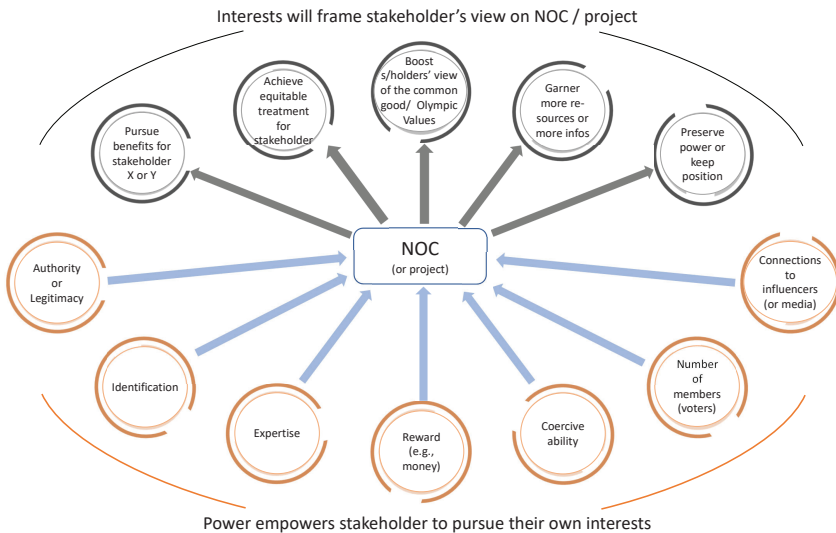 Interests will frame stakeholder's view on NOC / project
Pursue
benefits for
stakeholder
X or Y
Achieve
equitable
treatment
for
stakeholder
Boost
s/holders' view
of the common
good/ Olympic
Values
Garner
more re-
sources or
more infos
Preserve
power or
keep
position
NOC
(or project)
Authority
or
Legitimacy
Identification
Expertise
Reward
(e.g.,
money)
Coercive
ability
Number
of
members
(voters)
Connections
to
influencers
(or media)
Power empowers stakeholder to pursue their own interests